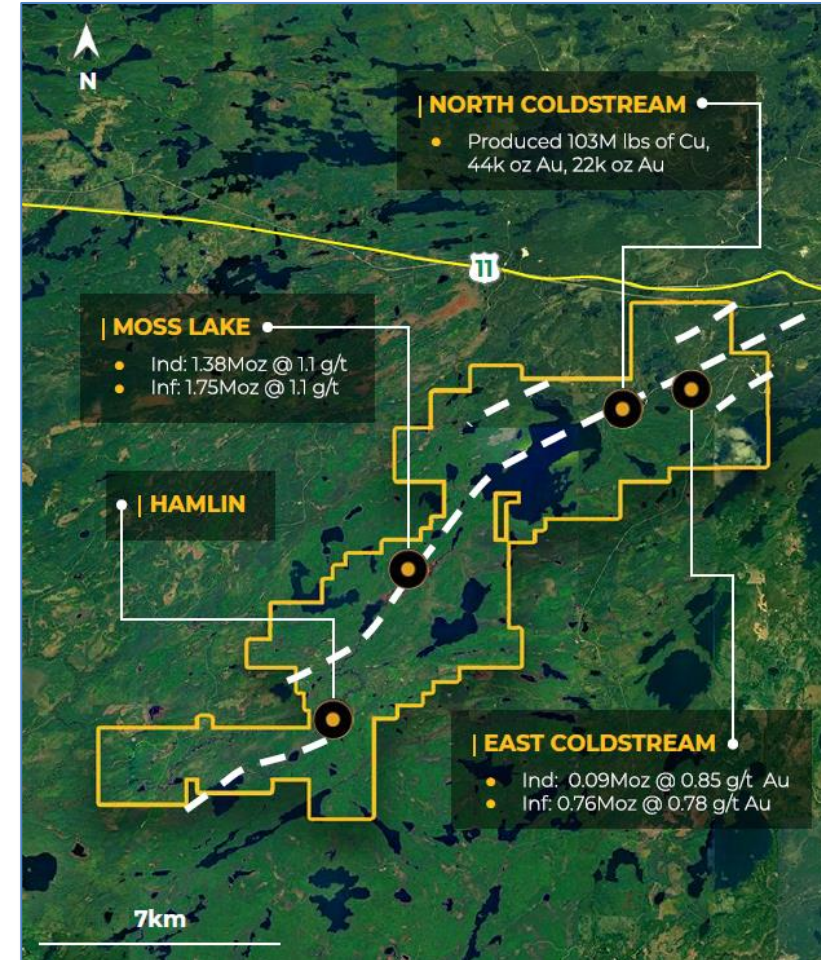 N
| NORTH COLDSTREAM
• Produced 103M lbs of Cu,
44k oz Au, 22k oz Au
11
| MOSS LAKE
• Ind: 1.38Moz @ 1.1 g/t
• Inf: 1.75Moz @ 1.1 g/t
| HAMLIN
| EAST COLDSTREAM
• Ind: 0.09Moz @ 0.85 g/t Au
• Inf: 0.76Moz @ 0.78 g/t Au
7km